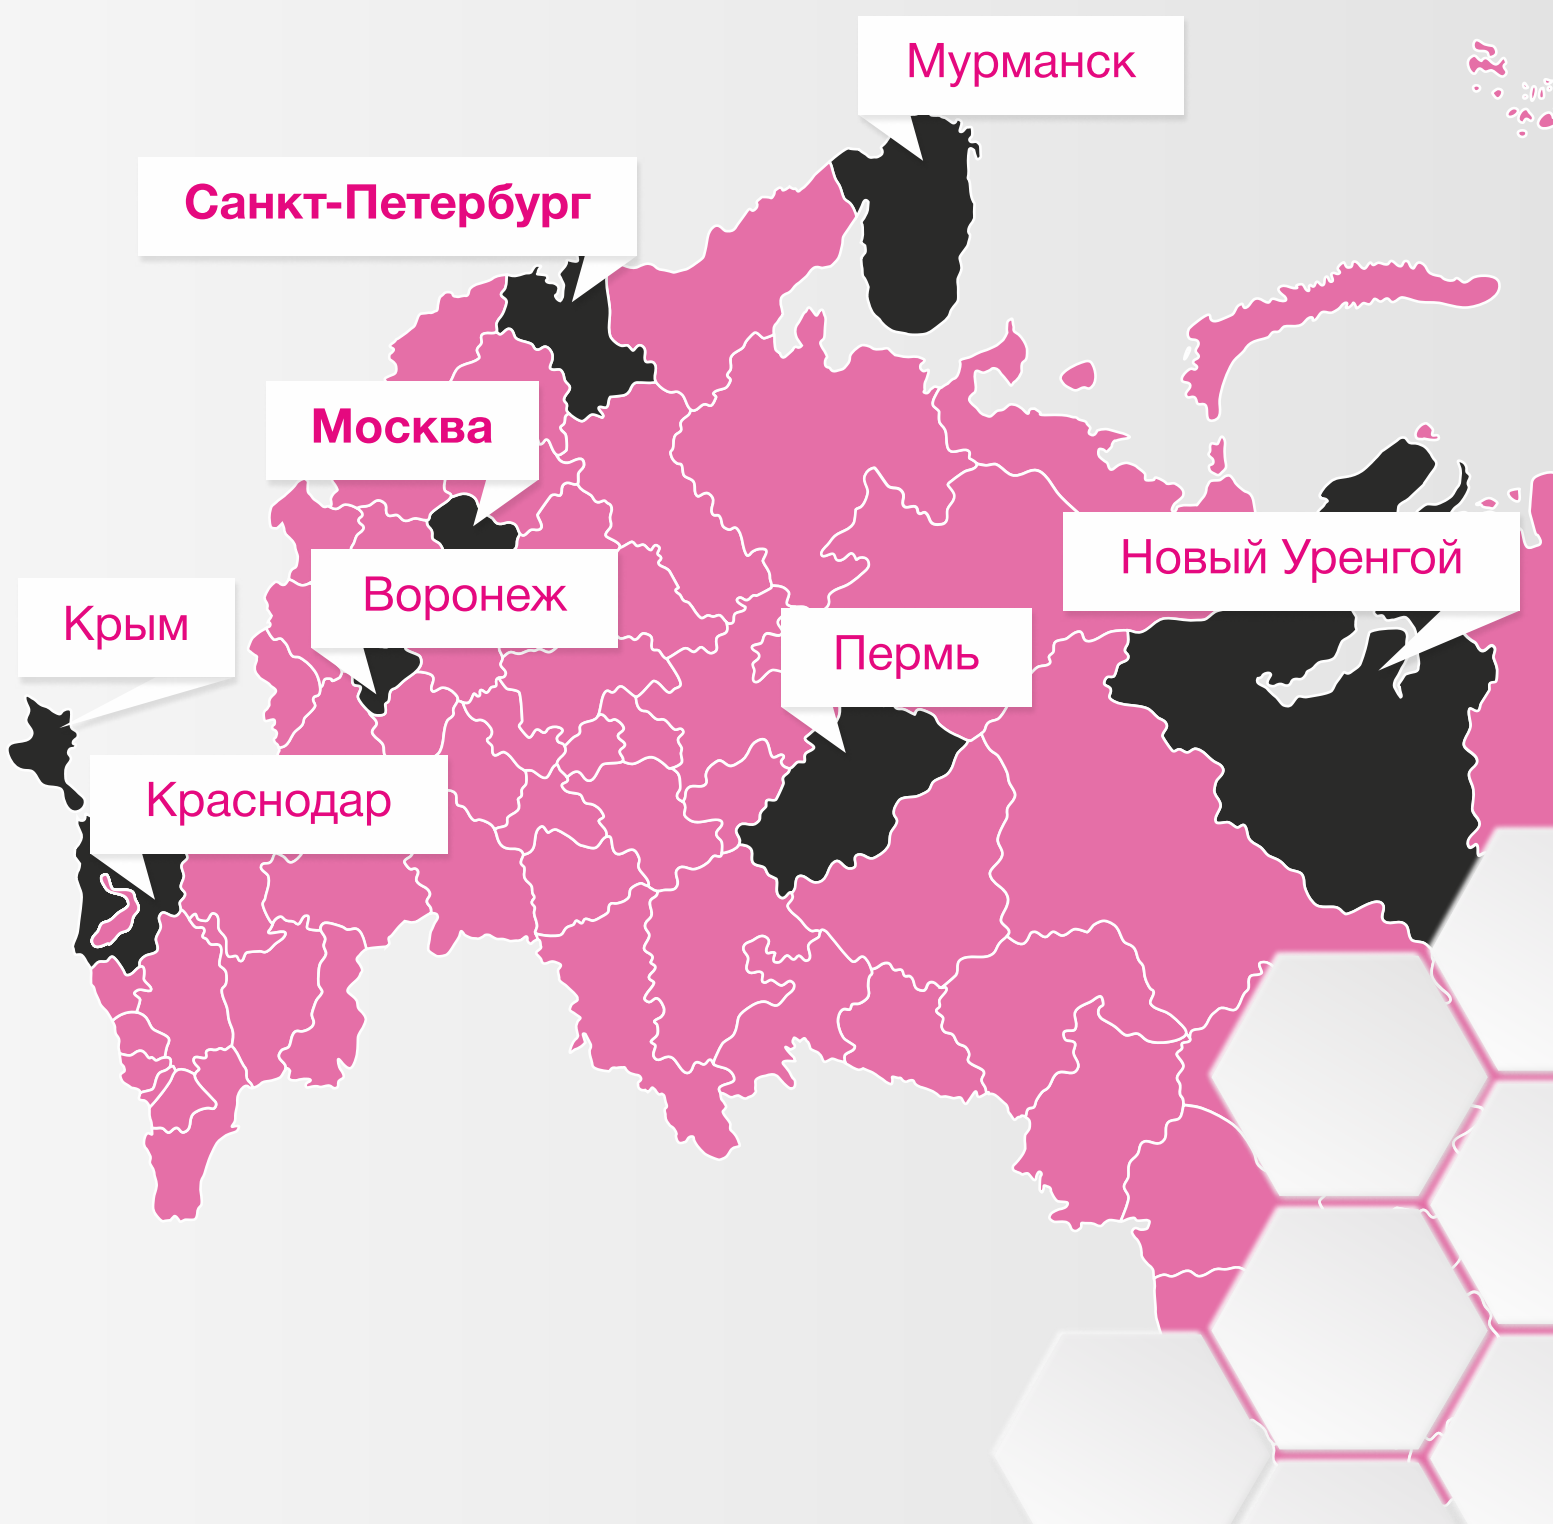 Мурманск
Санкт-Петербург
Москва
Новый Уренгой
Воронеж
Крым
Пермь
Краснодар